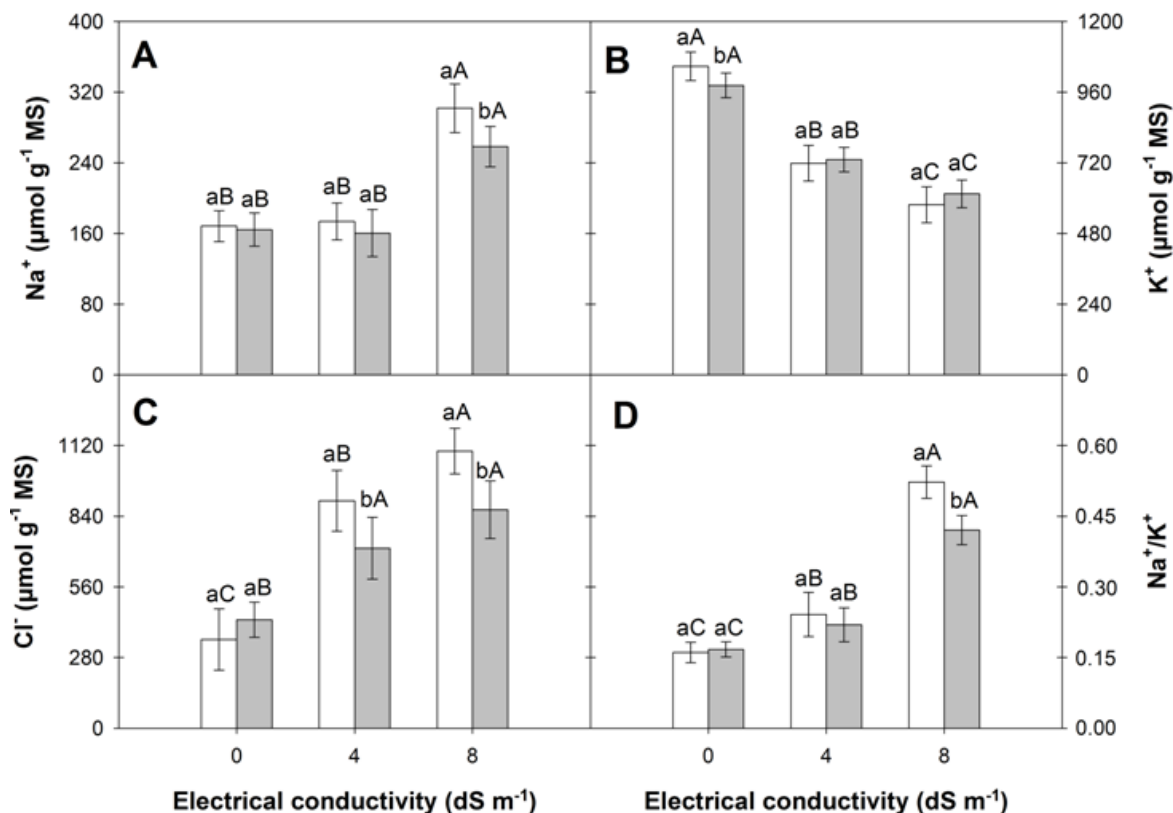 A
Na⁺ (µmol g⁻¹ MS)
400
320
240
160
80
0
aB
aB
aB
aB
aA
bA
B
K⁺ (µmol g⁻¹ MS)
1200
960
720
480
240
0
aA
bA
aB
aB
aC
aC
C
Cl⁻ (µmol g⁻¹ MS)
1120
840
560
280
0
aC
aB
aB
bA
aA
bA
0
4
8
Electrical conductivity (dS m⁻¹)
D
Na⁺/K⁺
0.60
0.45
0.30
0.15
0.00
aC
aC
aB
aB
aA
bA
0
4
8
Electrical conductivity (dS m⁻¹)